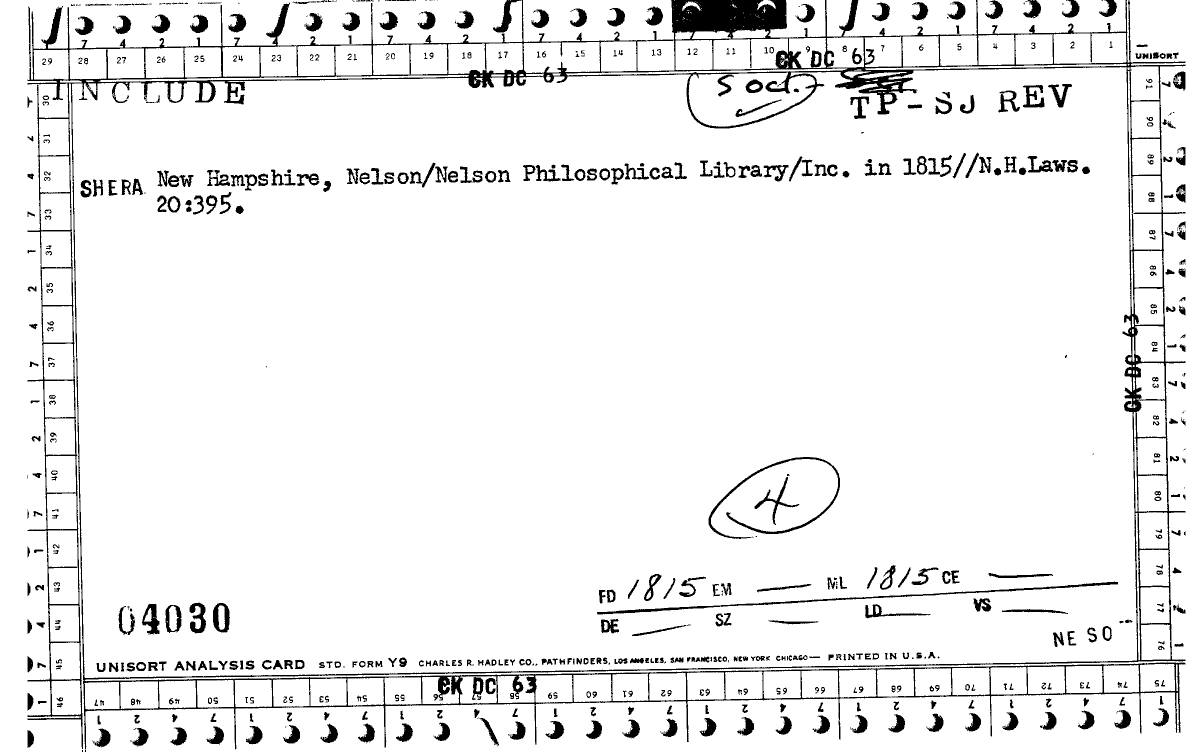 7 4 2 1 7 4 2 1 7 4 2 1 7 4 2 1 7 4 2 1
29 28 27 26 25 24 23 22 21 20 19 18 17 16 15 14 13 12 11 10 9 8 7 6 5 4 3 2 1
UNISORT
CK DC 63 CK DC 63
INCLUDE
Soc.
TP-SJ REV
SHERA New Hampshire, Nelson/Nelson Philosophical Library/Inc. in 1815//N.H.Laws.
20:395.
30 31 32 33 34 35 36 37 38 39 40 41 42 43 44 45 46
91 90 89 88 87 86 85 84 83 82 81 80 79 78 77 76
CK DC 63
4
FD 1815 EM ML 1815 CE
DE SZ LD VS
04030
NE SO
UNISORT ANALYSIS CARD STD. FORM Y9 CHARLES R. HADLEY CO., PATHFINDERS, LOS ANGELES, SAN FRANCISCO, NEW YORK CHICAGO— PRINTED IN U.S.A.
CK DC 63
47 48 49 50 51 52 53 54 55 56 57 58 59 60 61 62 63 64 65 66 67 68 69 70 71 72 73 74 75